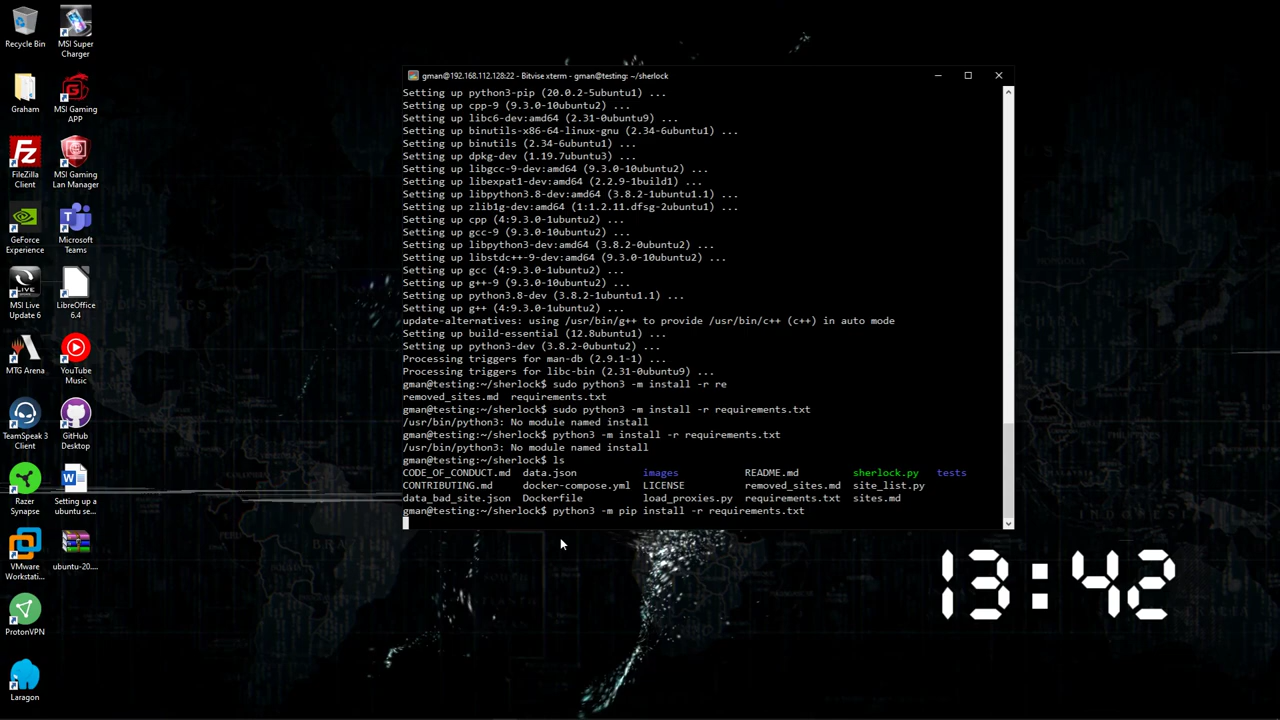 Recycle Bin
MSI Super
Charger
Graham
MSI Gaming
APP
FileZilla
Client
MSI Gaming
Lan Manager
GeForce
Experience
Microsoft
Teams
MSI Live
Update 6
LibreOffice
6.4
MTG Arena
YouTube
Music
TeamSpeak 3
Client
GitHub
Desktop
Razer
Synapse
Setting up a
ubuntu se...
VMware
Workstati...
ubuntu-20....
ProtonVPN
Laragon
gman@192.168.112.128:22 - Bitvise xterm - gman@testing: ~/sherlock
Setting up python3-pip (20.0.2-5ubuntu1) ...
Setting up cpp-9 (9.3.0-10ubuntu2) ...
Setting up libc6-dev:amd64 (2.31-0ubuntu9) ...
Setting up binutils-x86-64-linux-gnu (2.34-6ubuntu1) ...
Setting up binutils (2.34-6ubuntu1) ...
Setting up dpkg-dev (1.19.7ubuntu3) ...
Setting up libgcc-9-dev:amd64 (9.3.0-10ubuntu2) ...
Setting up libexpat1-dev:amd64 (2.2.9-1build1) ...
Setting up libpython3.8-dev:amd64 (3.8.2-1ubuntu1.1) ...
Setting up zlib1g-dev:amd64 (1:1.2.11.dfsg-2ubuntu1) ...
Setting up cpp (4:9.3.0-1ubuntu2) ...
Setting up gcc-9 (9.3.0-10ubuntu2) ...
Setting up libpython3-dev:amd64 (3.8.2-0ubuntu2) ...
Setting up libstdc++-9-dev:amd64 (9.3.0-10ubuntu2) ...
Setting up gcc (4:9.3.0-1ubuntu2) ...
Setting up g++-9 (9.3.0-10ubuntu2) ...
Setting up python3.8-dev (3.8.2-1ubuntu1.1) ...
Setting up g++ (4:9.3.0-1ubuntu2) ...
update-alternatives: using /usr/bin/g++ to provide /usr/bin/c++ (c++) in auto mode
Setting up build-essential (12.8ubuntu1) ...
Setting up python3-dev (3.8.2-0ubuntu2) ...
Processing triggers for man-db (2.9.1-1) ...
Processing triggers for libc-bin (2.31-0ubuntu9) ...
gman@testing:~/sherlock$ sudo python3 -m install -r re
removed_sites.md requirements.txt
gman@testing:~/sherlock$ sudo python3 -m install -r requirements.txt
/usr/bin/python3: No module named install
gman@testing:~/sherlock$ python3 -m install -r requirements.txt
/usr/bin/python3: No module named install
gman@testing:~/sherlock$ ls
CODE_OF_CONDUCT.md data.json images README.md sherlock.py tests
CONTRIBUTING.md docker-compose.yml LICENSE removed_sites.md site_list.py
data_bad_site.json Dockerfile load_proxies.py requirements.txt sites.md
gman@testing:~/sherlock$ python3 -m pip install -r requirements.txt
13:42